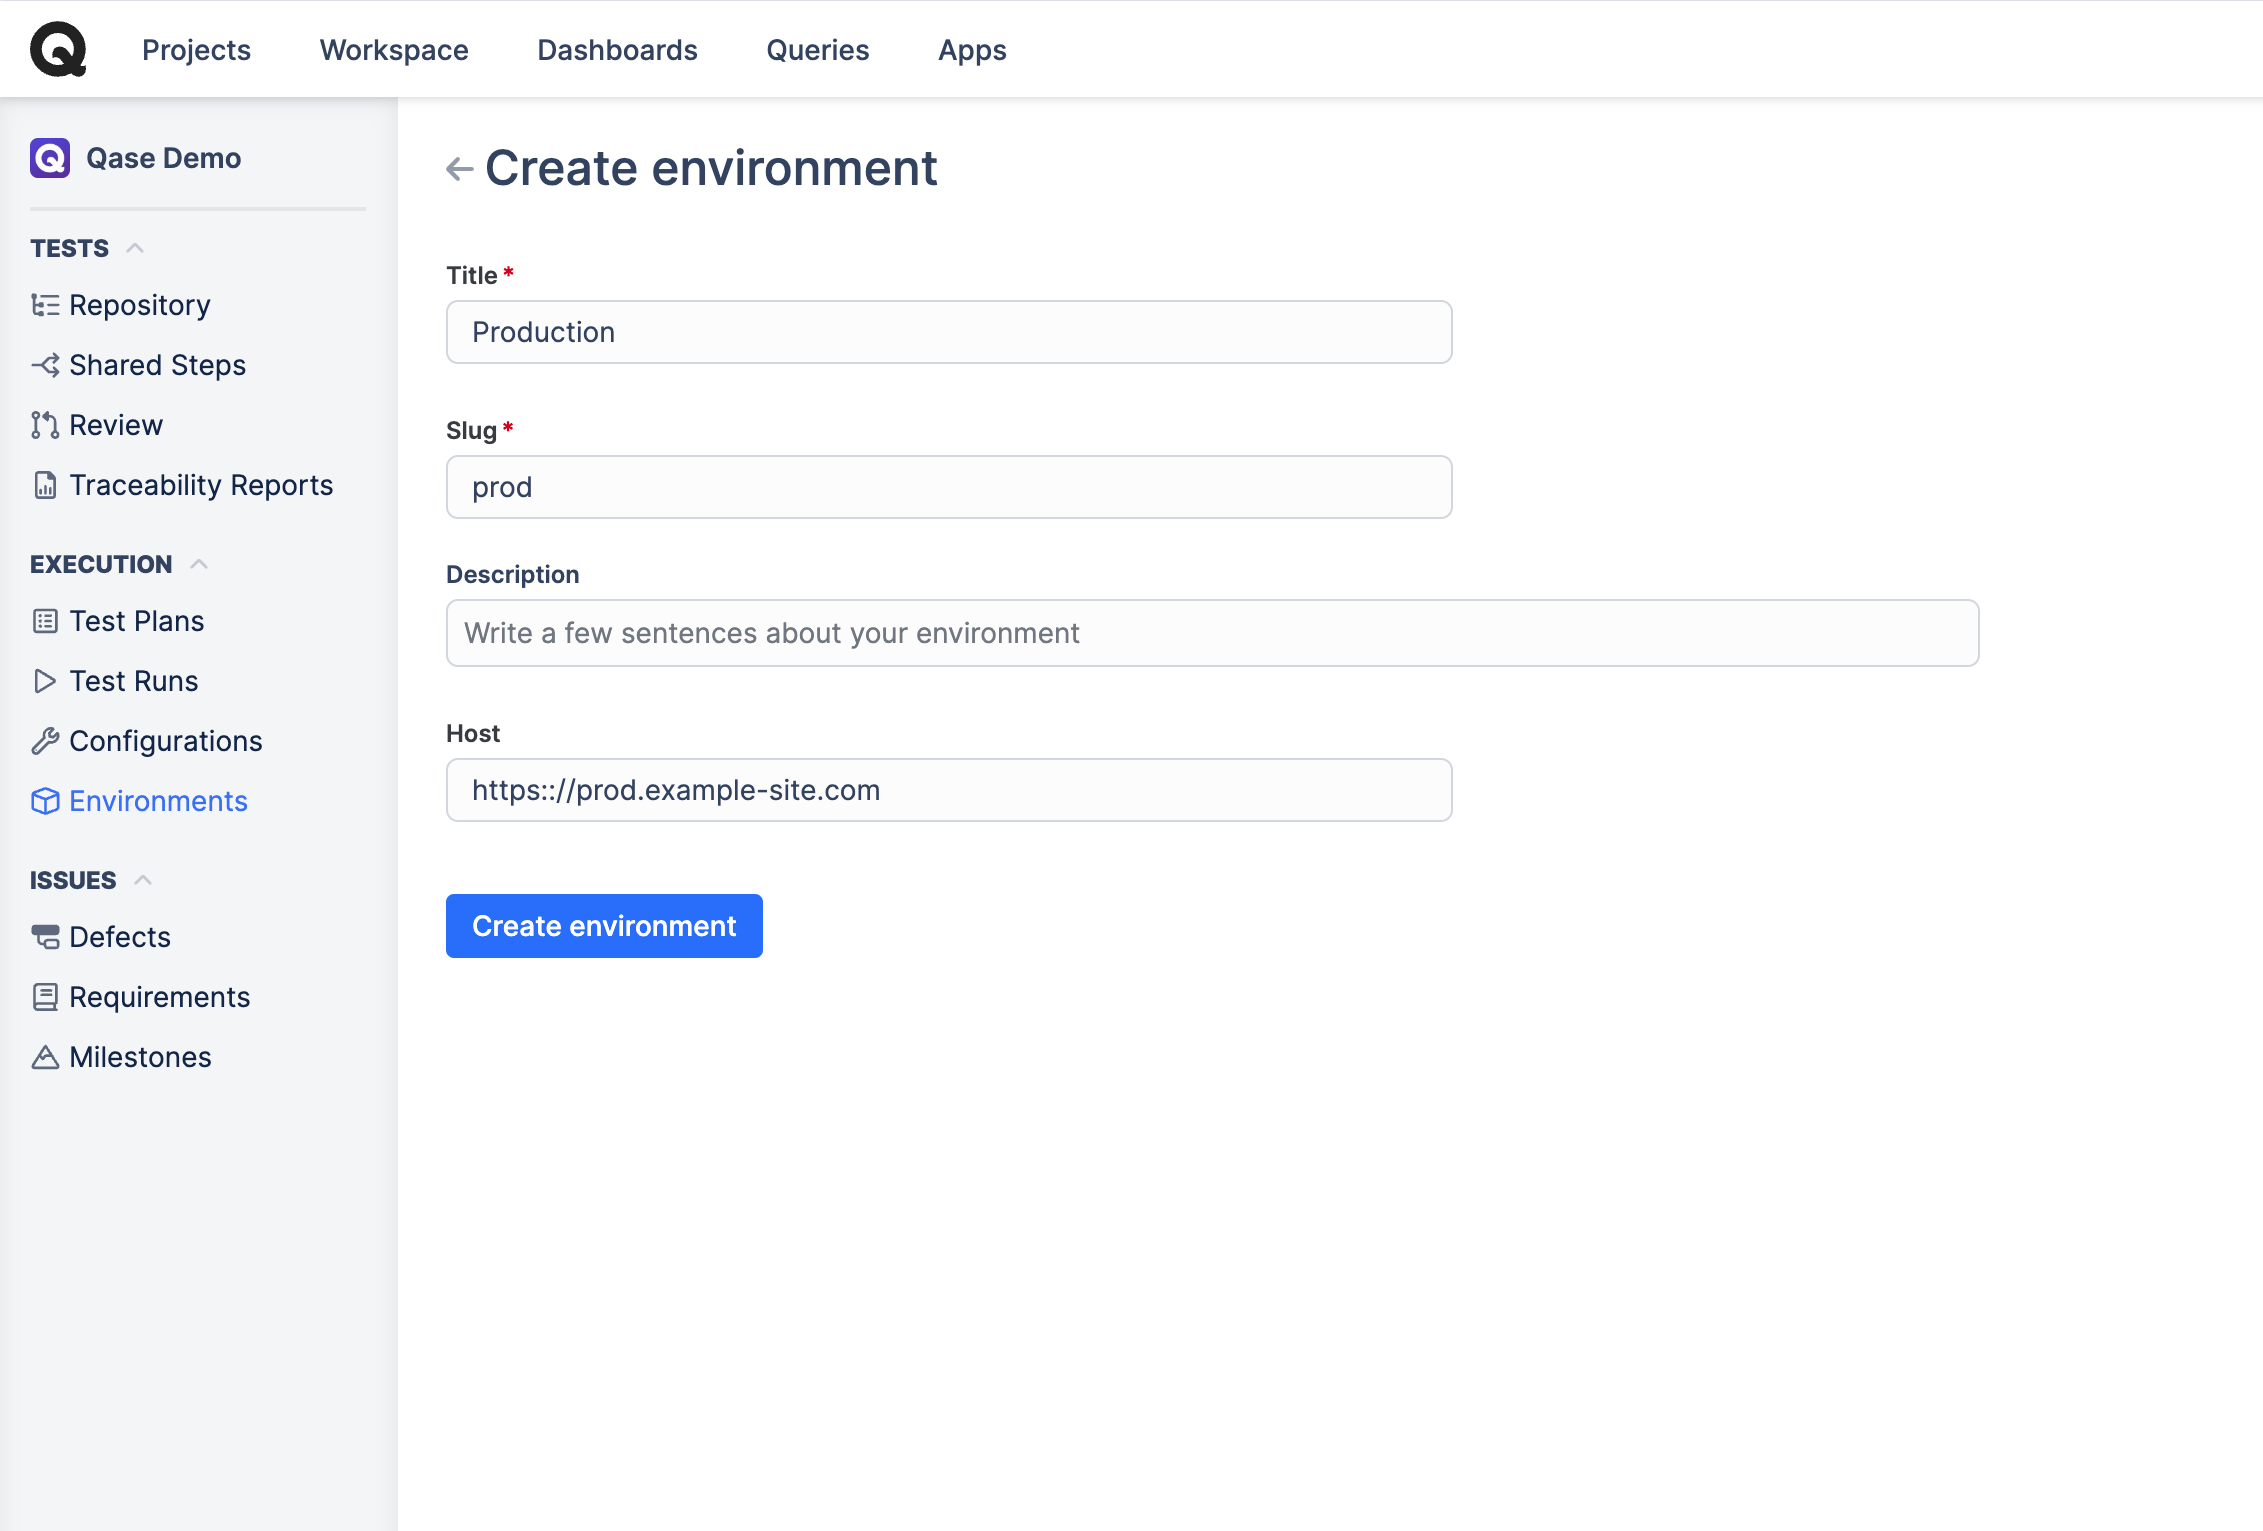 Projects Workspace Dashboards Queries Apps
Qase Demo
TESTS
Repository
Shared Steps
Review
Traceability Reports
EXECUTION
Test Plans
Test Runs
Configurations
Environments
ISSUES
Defects
Requirements
Milestones
Create environment
Title *
Production
Slug *
prod
Description
Write a few sentences about your environment
Host
https:://prod.example-site.com
Create environment